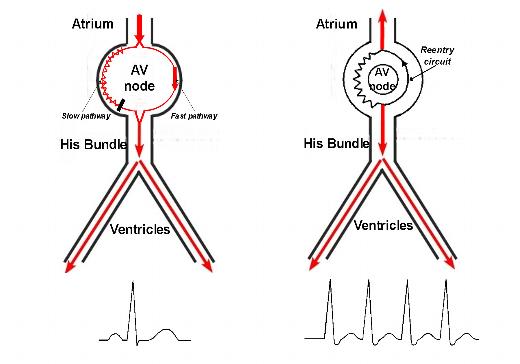 Atrium
AV
node
Slow pathway
Fast pathway
His Bundle
Ventricles
Atrium
Reentry
circuit
AV
node
His Bundle
Ventricles